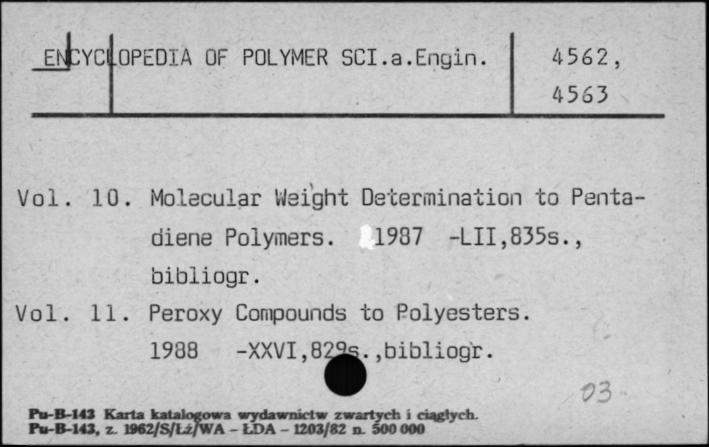 ENCYCLOPEDIA OF POLYMER SCI.a.Engin. 4562,
4563
Vol. 10. Molecular Weight Determination to Penta-
diene Polymers. 1987 -LII,835s.,
bibliogr.
Vol. 11. Peroxy Compounds to Polyesters.
1988 -XXVI,829s.,bibliogr.
03
Pu-B-143 Karta katalogowa wydawnictw zwartych i ciągłych.
Pu-B-143, z. 1962/S/Łź/WA - ŁDA - 1203/82 n. 500 000